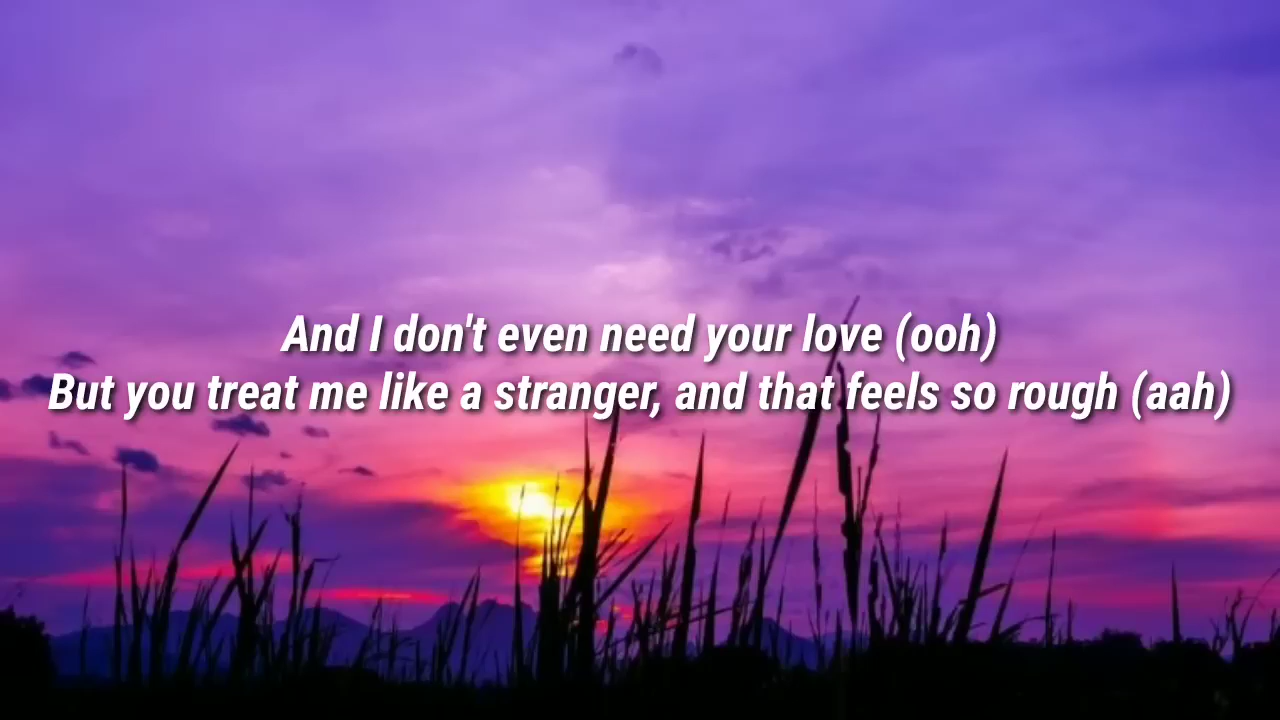 And I don't even need your love (ooh)
But you treat me like a stranger, and that feels so rough (aah)